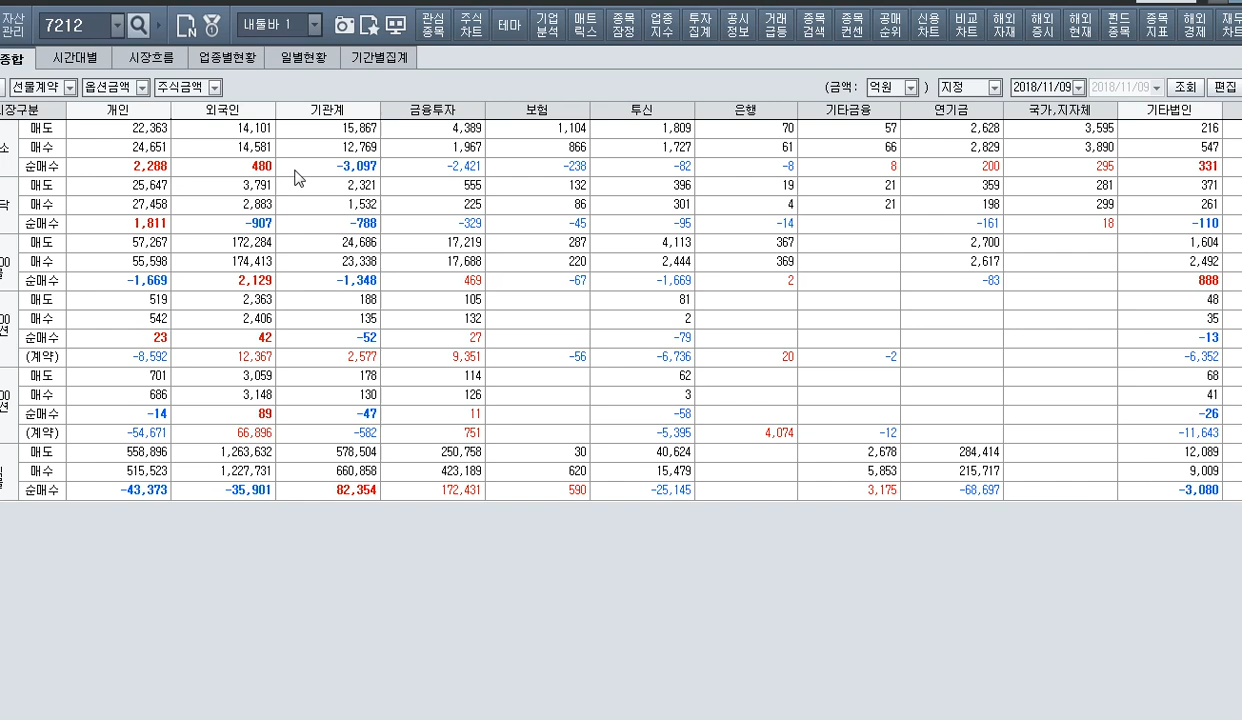 자산 관심 주식 기업 매트 종목 업종 투자 공시 거래 종목 종목 공매 신용 비교 해외 해외 해외 펀드 종목 해외
7212 내툴바 1 테마
관리 종목 차트 분석 릭스 잠정 지수 집계 정보 급등 검색 컨센 순위 차트 차트 자재 증시 현재 종목 지표 경제 차트
종합 시간대별 시장흐름 업종별현황 일별현황 기간별집계
선물계약 옵션금액 주식금액 (금액: 억원 ) 지정 2018/11/09 2018/11/09 조회 편집
시장구분 개인 외국인 기관계 금융투자 보험 투신 은행 기타금융 연기금 국가,지자체 기타법인
매도 22,363 14,101 15,867 4,389 1,104 1,809 70 57 2,628 3,595 216
소 매수 24,651 14,581 12,769 1,967 866 1,727 61 66 2,829 3,890 547
순매수 2,288 480 -3,097 -2,421 -238 -82 -8 8 200 295 331
매도 25,647 3,791 2,321 555 132 396 19 21 359 281 371
닥 매수 27,458 2,883 1,532 225 86 301 4 21 198 299 261
순매수 1,811 -907 -788 -329 -45 -95 -14 -161 18 -110
매도 57,267 172,284 24,686 17,219 287 4,113 367 2,700 1,604
00 매수 55,598 174,413 23,338 17,688 220 2,444 369 2,617 2,492
순매수 -1,669 2,129 -1,348 469 -67 -1,669 2 -83 888
매도 519 2,363 188 105 81 48
00 매수 542 2,406 135 132 2 35
션 순매수 23 42 -52 27 -79 -13
(계약) -8,592 12,367 2,577 9,351 -56 -6,736 20 -2 -6,352
매도 701 3,059 178 114 62 68
00 매수 686 3,148 130 126 3 41
션 순매수 -14 89 -47 11 -58 -26
(계약) -54,671 66,896 -582 751 -5,395 4,074 -12 -11,643
매도 558,896 1,263,632 578,504 250,758 30 40,624 2,678 284,414 12,089
매수 515,523 1,227,731 660,858 423,189 620 15,479 5,853 215,717 9,009
순매수 -43,373 -35,901 82,354 172,431 590 -25,145 3,175 -68,697 -3,080